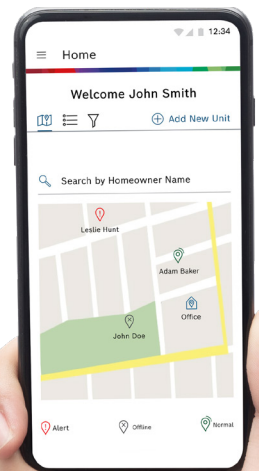 12:34
Home
Welcome John Smith
Add New Unit
Search by Homeowner Name
Leslie Hunt
Adam Baker
Office
John Doe
Alert
Offline
Normal